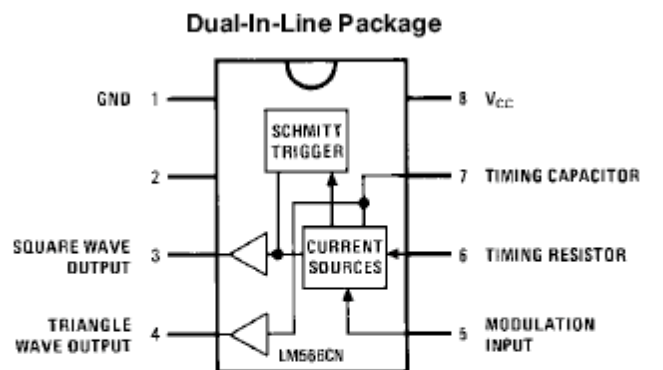 Dual-In-Line Package
GND 1
8 VCC
SCHMITT
TRIGGER
2
7 TIMING CAPACITOR
SQUARE WAVE
OUTPUT
3
CURRENT
SOURCES
6 TIMING RESISTOR
TRIANGLE
WAVE OUTPUT
4
5 MODULATION
INPUT
LM566CN